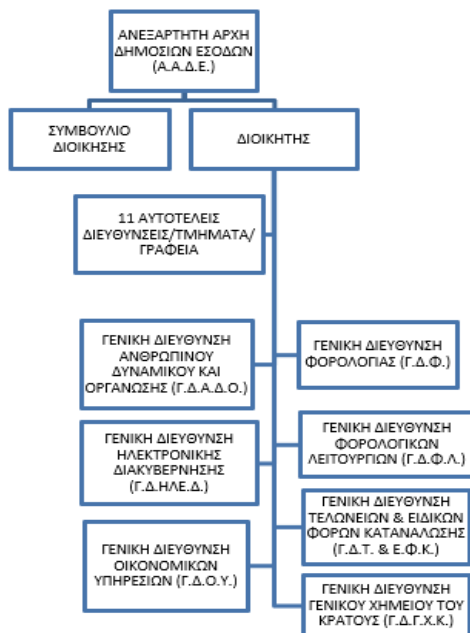 ΑΝΕΞΑΡΤΗΤΗ ΑΡΧΗ
ΔΗΜΟΣΙΩΝ ΕΣΟΔΩΝ
(Α.Α.Δ.Ε.)
ΣΥΜΒΟΥΛΙΟ
ΔΙΟΙΚΗΣΗΣ
ΔΙΟΙΚΗΤΗΣ
11 ΑΥΤΟΤΕΛΕΙΣ
ΔΙΕΥΘΥΝΣΕΙΣ/ΤΜΗΜΑΤΑ/
ΓΡΑΦΕΙΑ
ΓΕΝΙΚΗ ΔΙΕΥΘΥΝΣΗ
ΑΝΘΡΩΠΙΝΟΥ
ΔΥΝΑΜΙΚΟΥ ΚΑΙ
ΟΡΓΑΝΩΣΗΣ (Γ.Δ.Α.Δ.Ο.)
ΓΕΝΙΚΗ ΔΙΕΥΘΥΝΣΗ
ΦΟΡΟΛΟΓΙΑΣ (Γ.Δ.Φ.)
ΓΕΝΙΚΗ ΔΙΕΥΘΥΝΣΗ
ΗΛΕΚΤΡΟΝΙΚΗΣ
ΔΙΑΚΥΒΕΡΝΗΣΗΣ
(Γ.Δ.ΗΛΕ.Δ.)
ΓΕΝΙΚΗ ΔΙΕΥΘΥΝΣΗ
ΦΟΡΟΛΟΓΙΚΩΝ
ΛΕΙΤΟΥΡΓΙΩΝ (Γ.Δ.Φ.Λ.)
ΓΕΝΙΚΗ ΔΙΕΥΘΥΝΣΗ
ΟΙΚΟΝΟΜΙΚΩΝ
ΥΠΗΡΕΣΙΩΝ (Γ.Δ.Ο.Υ.)
ΓΕΝΙΚΗ ΔΙΕΥΘΥΝΣΗ
ΤΕΛΩΝΕΙΩΝ & ΕΙΔΙΚΩΝ
ΦΟΡΩΝ ΚΑΤΑΝΑΛΩΣΗΣ
(Γ.Δ.Τ. & Ε.Φ.Κ.)
ΓΕΝΙΚΗ ΔΙΕΥΘΥΝΣΗ
ΓΕΝΙΚΟΥ ΧΗΜΕΙΟΥ ΤΟΥ
ΚΡΑΤΟΥΣ (Γ.Δ.Γ.Χ.Κ.)